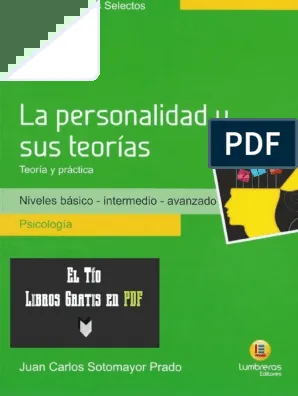 Selectos
La personalidad y
sus teorías
Teoría y práctica
PDF
Niveles básico - intermedio - avanzado
Psicología
El Tío
Libros Gratis en PDF
Juan Carlos Sotomayor Prado
Lumbreras
Editores